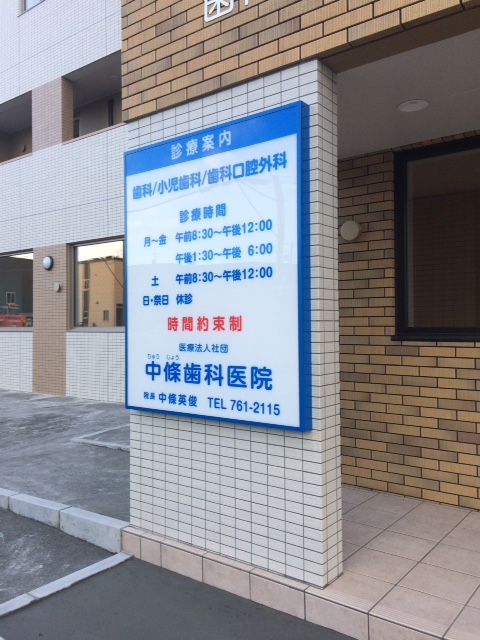 歯科
診療案内
歯科/小児歯科/歯科口腔外科
診療時間
月〜金 午前8:30〜午後12:00
午後1:30〜午後 6:00
土 午前8:30〜午後12:00
日・祭日 休診
時間約束制
医療法人社団
ちゅう じょう
中條歯科医院
院長 中條英俊 TEL 761-2115